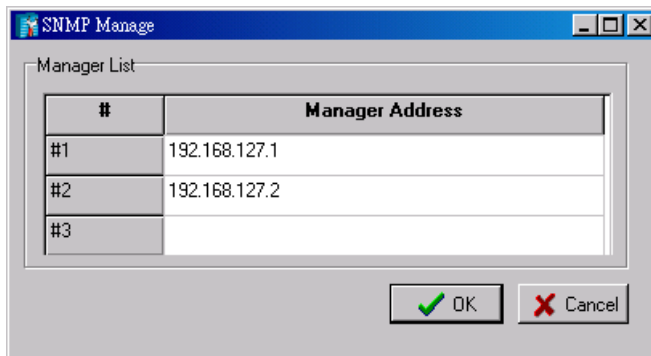 SNMP Manage
Manager List
# Manager Address
#1 192.168.127.1
#2 192.168.127.2
#3
OK Cancel